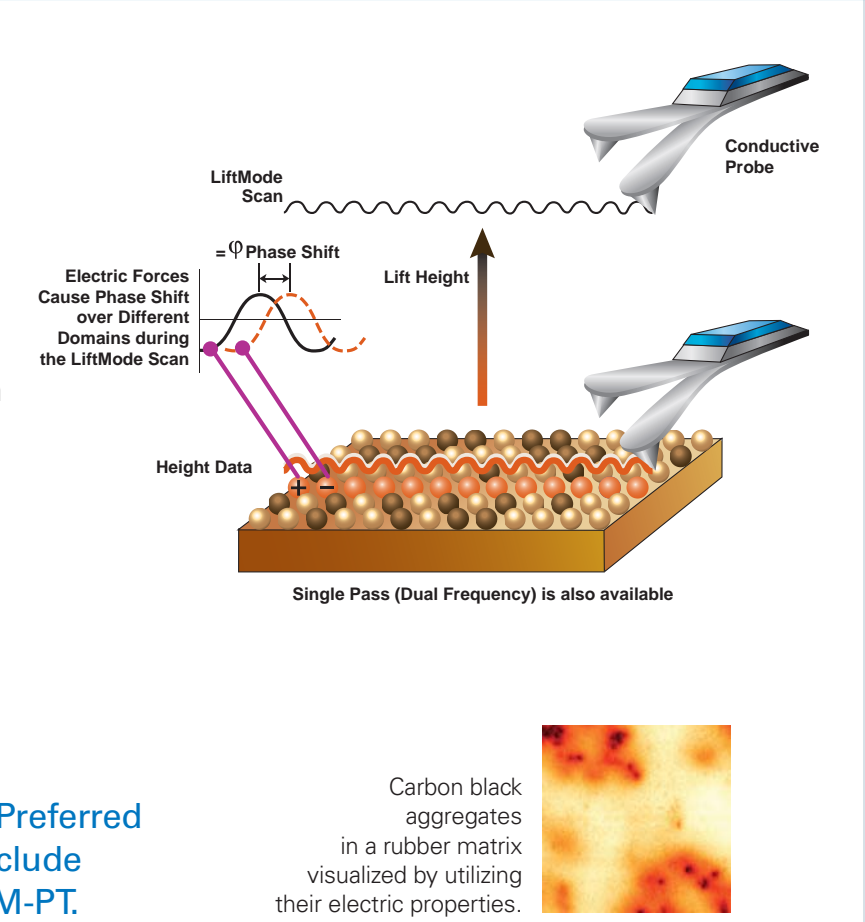 Conductive
Probe
LiftMode
Scan
= φ Phase Shift
Electric Forces
Cause Phase Shift
over Different
Domains during
the LiftMode Scan
Lift Height
Height Data
+ –
Single Pass (Dual Frequency) is also available
Preferred
clude
M-PT.
Carbon black
aggregates
in a rubber matrix
visualized by utilizing
their electric properties.